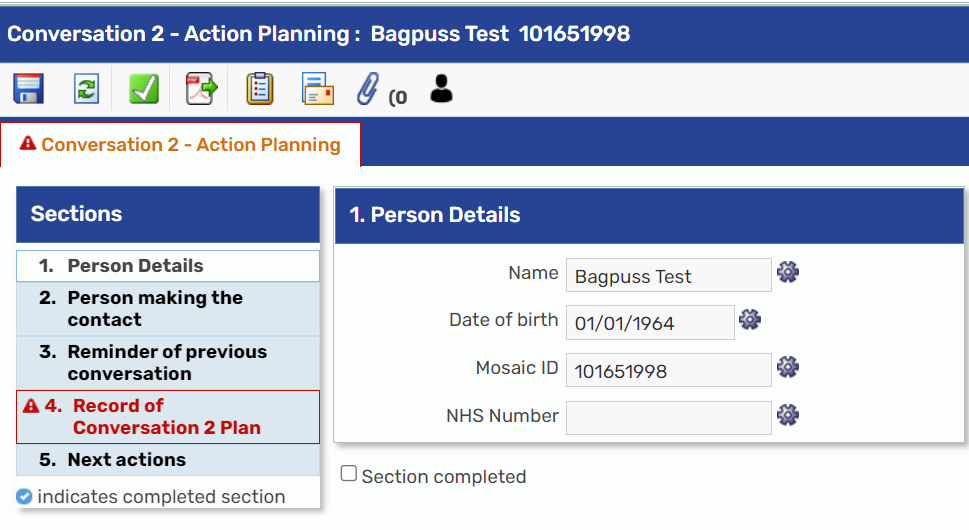 Conversation 2 - Action Planning : Bagpuss Test 101651998
(0
Conversation 2 - Action Planning
Sections
1. Person Details
2. Person making the
contact
3. Reminder of previous
conversation
4. Record of
Conversation 2 Plan
5. Next actions
indicates completed section
1. Person Details
Name Bagpuss Test
Date of birth 01/01/1964
Mosaic ID 101651998
NHS Number
Section completed